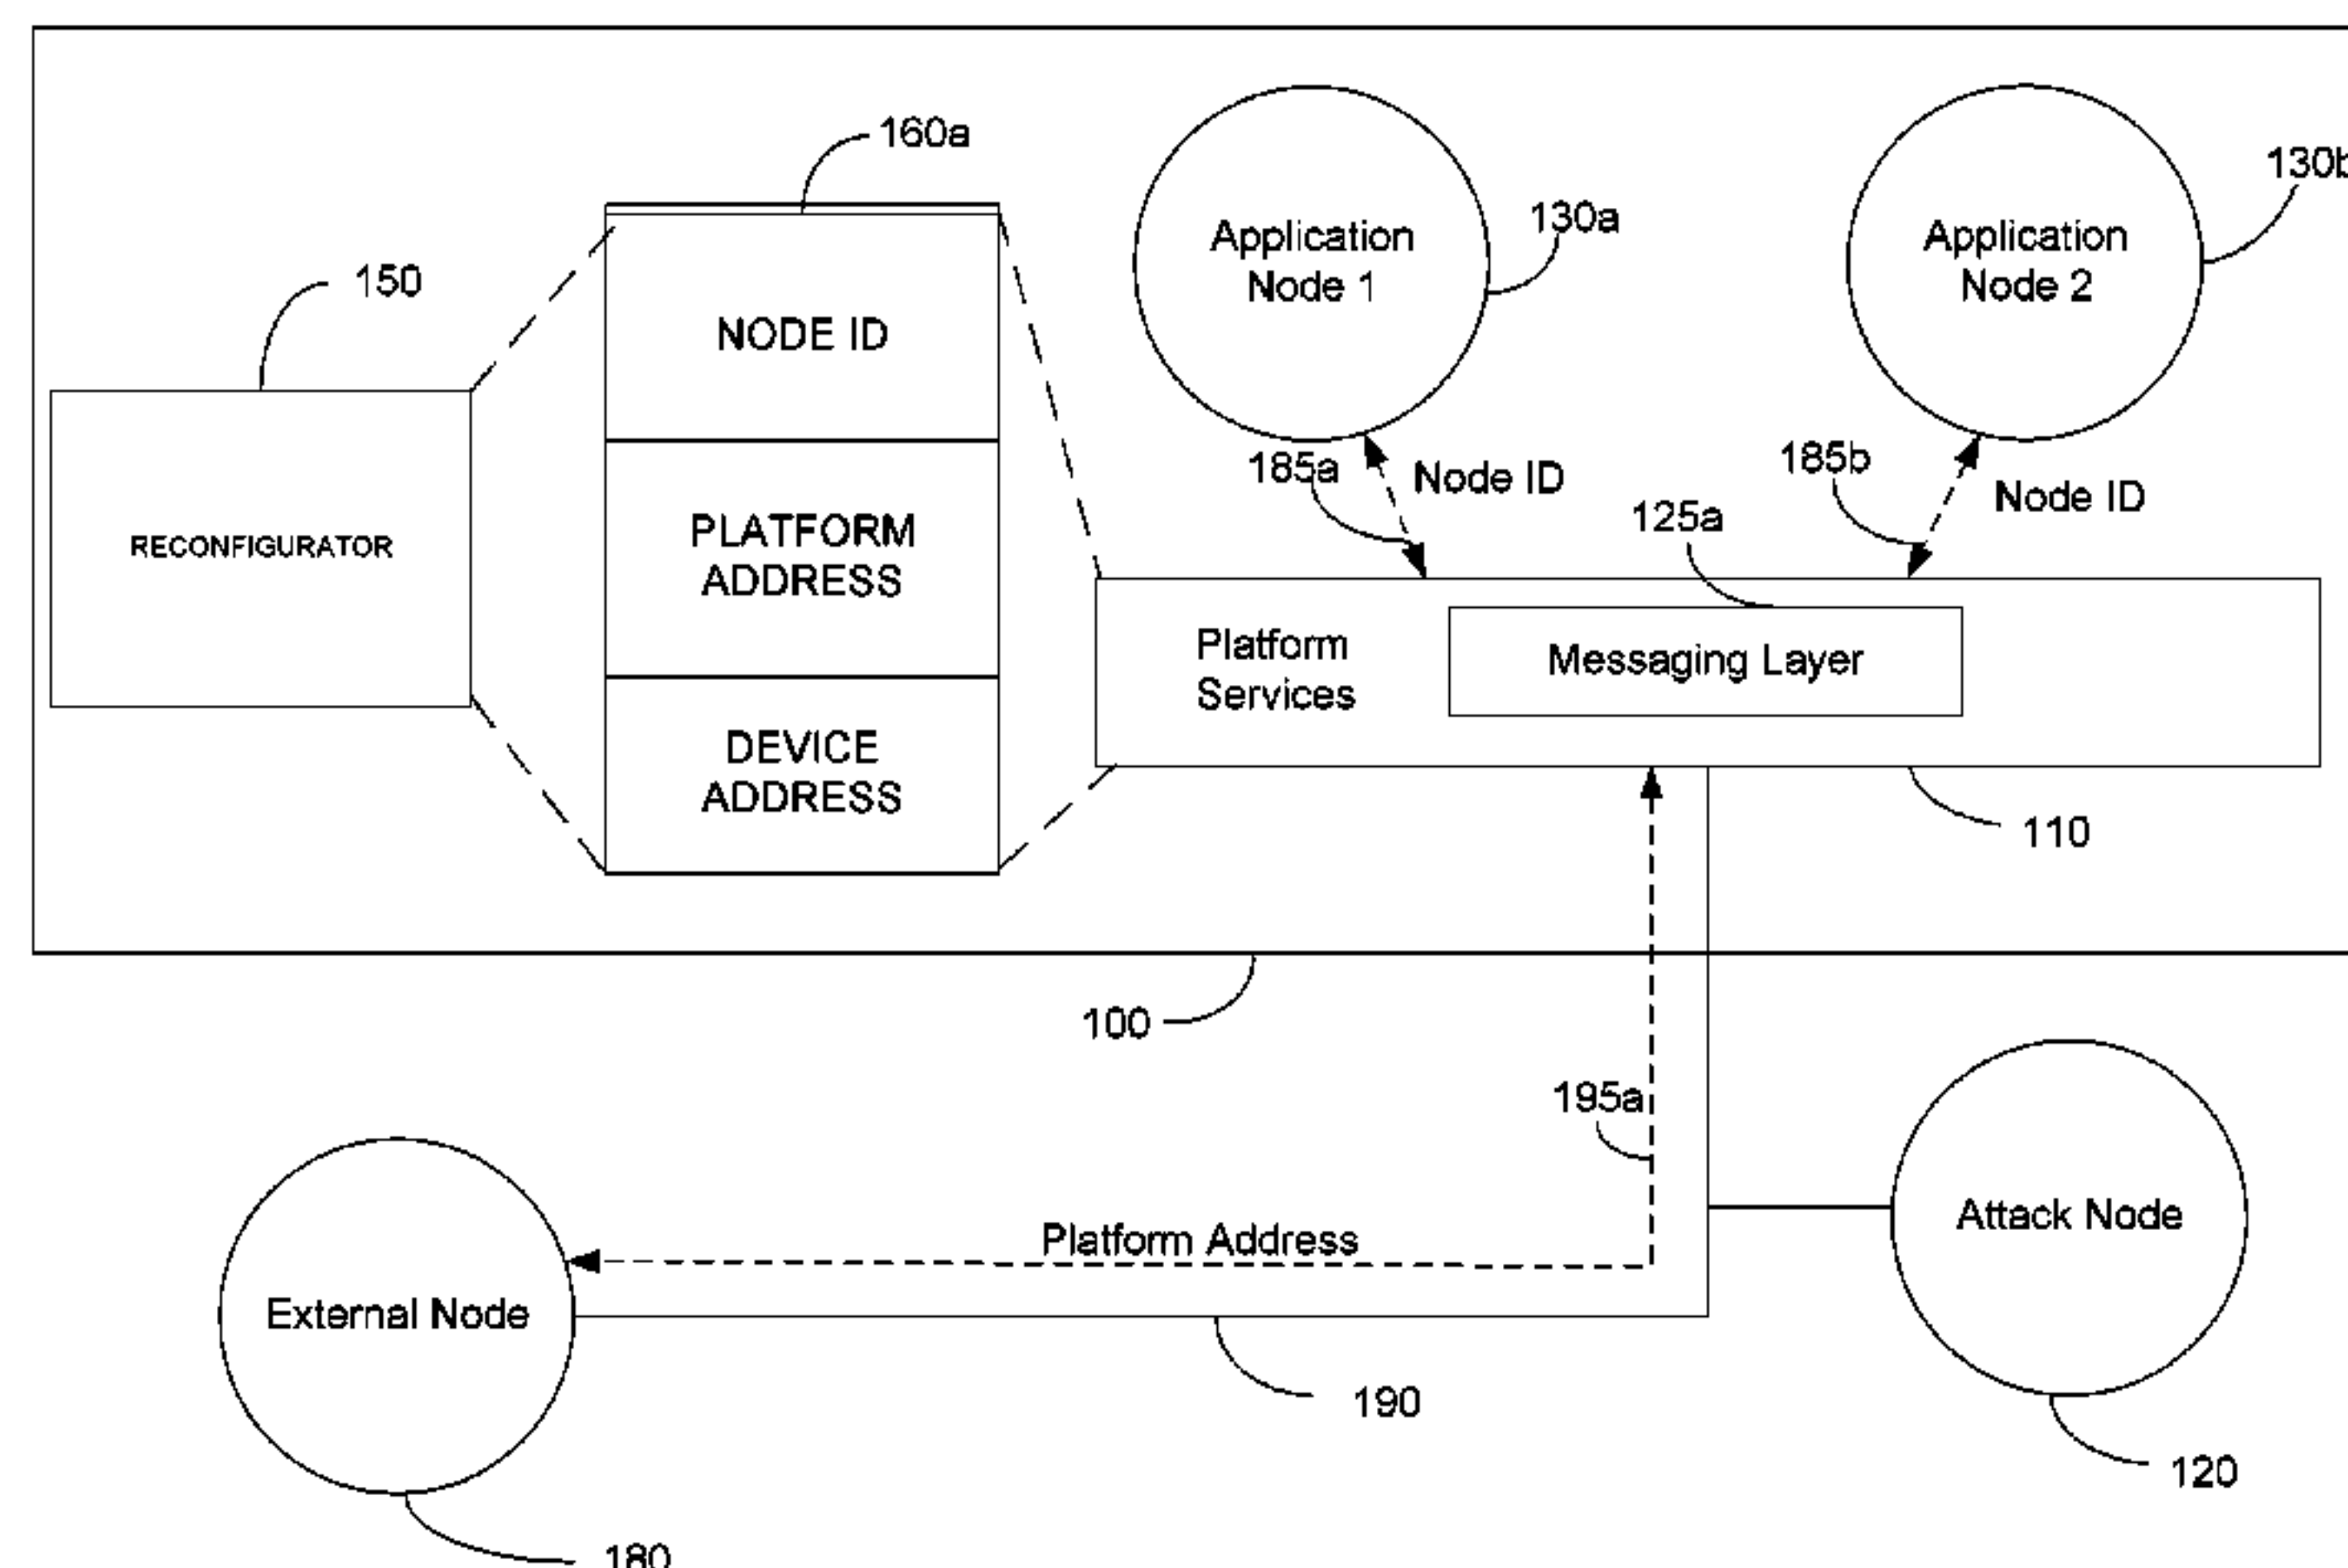 160a
130b
130a
Application
Node 1
Application
Node 2
150
NODE ID
185a
Node ID
185b
Node ID
125a
RECONFIGURATOR
PLATFORM
ADDRESS
Platform
Services
Messaging Layer
DEVICE
ADDRESS
110
100
195a
Attack Node
Platform Address
External Node
190
120
180